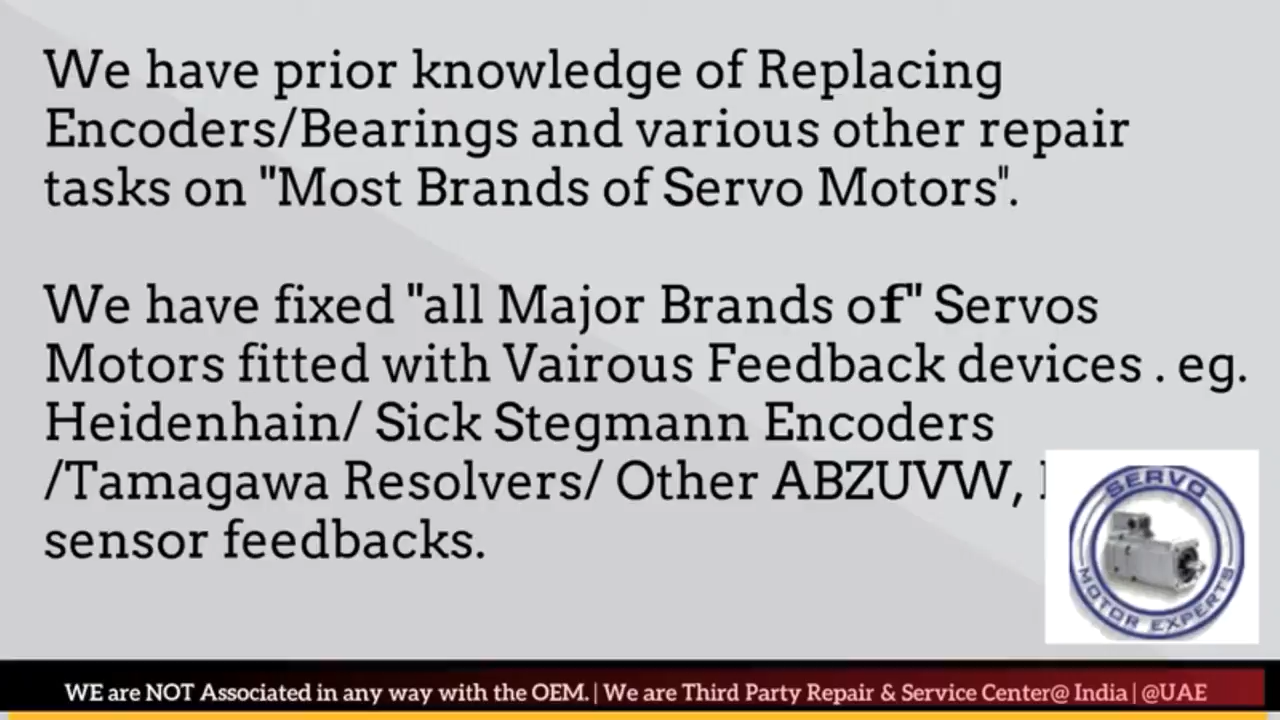 We have prior knowledge of Replacing
Encoders/Bearings and various other repair
tasks on "Most Brands of Servo Motors".
We have fixed "all Major Brands of" Servos
Motors fitted with Vairous Feedback devices . eg.
Heidenhain/ Sick Stegmann Encoders
/Tamagawa Resolvers/ Other ABZUVW,
sensor feedbacks.
SERVO
MOTOR EXPERTS
WE are NOT Associated in any way with the OEM. | We are Third Party Repair & Service Center@ India | @UAE